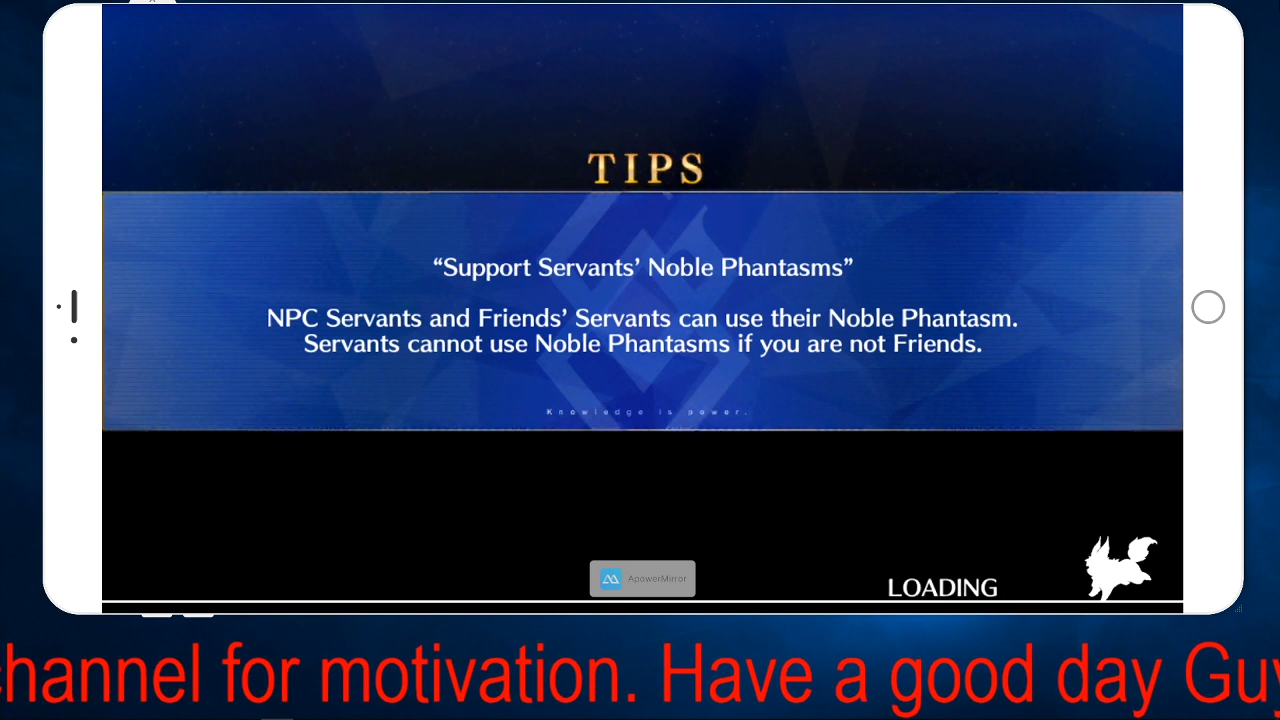 TIPS
“Support Servants’ Noble Phantasms”
NPC Servants and Friends’ Servants can use their Noble Phantasm.
Servants cannot use Noble Phantasms if you are not Friends.
Knowledge is power.
ApowerMirror
LOADING
channel for motivation. Have a good day Guy